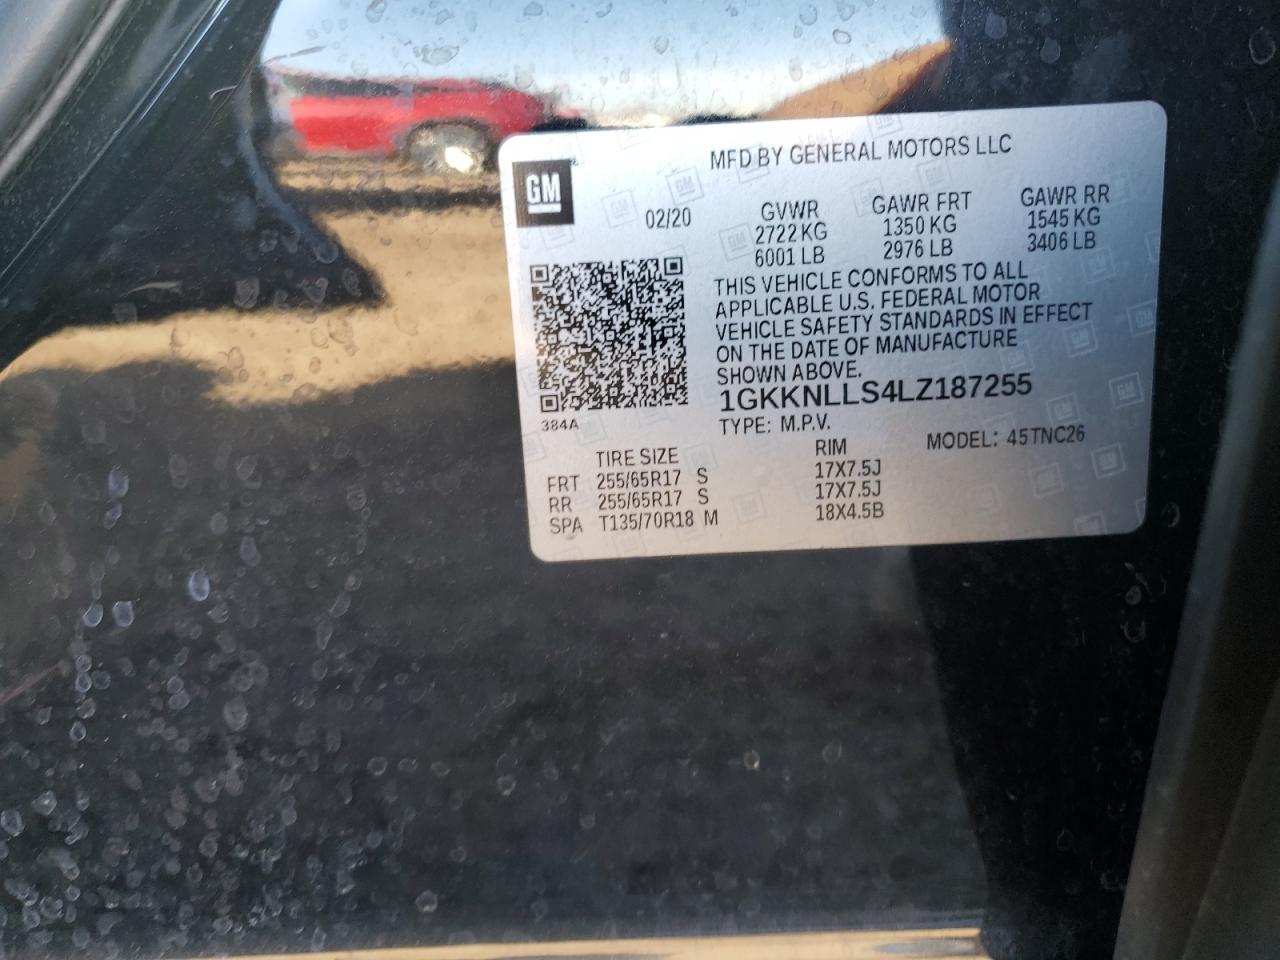 MFD BY GENERAL MOTORS LLC
GM
02/20
GVWR GAWR FRT GAWR RR
2722 KG 1350 KG 1545 KG
6001 LB 2976 LB 3406 LB
THIS VEHICLE CONFORMS TO ALL
APPLICABLE U.S. FEDERAL MOTOR
VEHICLE SAFETY STANDARDS IN EFFECT
ON THE DATE OF MANUFACTURE
SHOWN ABOVE.
1GKKNLLS4LZ187255
384A
TYPE: M.P.V.
MODEL: 45TNC26
TIRE SIZE RIM
FRT 255/65R17 S 17X7.5J
RR 255/65R17 S 17X7.5J
SPA T135/70R18 M 18X4.5B